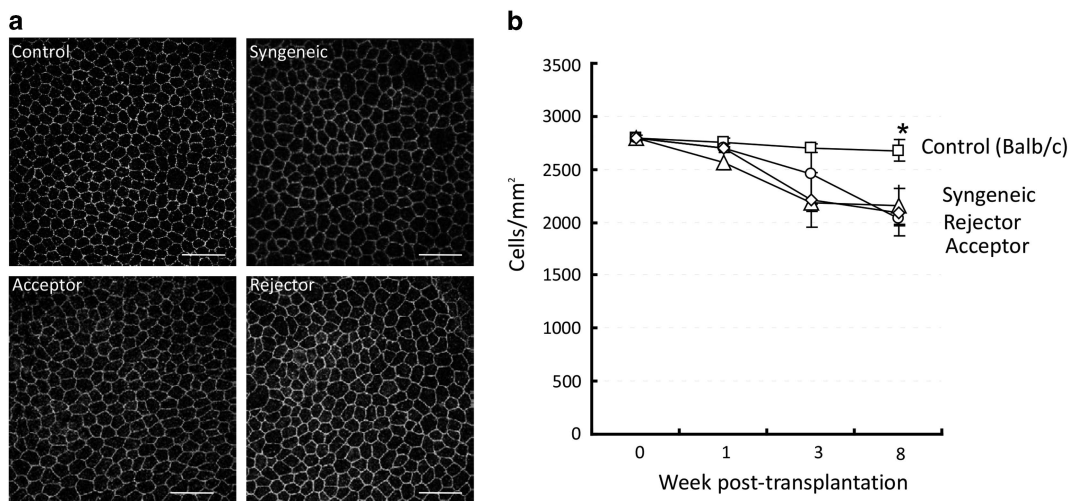 a
Control
Syngeneic
Acceptor
Rejector
b
3500
3000
2500
2000
1500
1000
500
0
Cells/mm²
0 1 3 8
Week post-transplantation
*
Control (Balb/c)
Syngeneic
Rejector
Acceptor